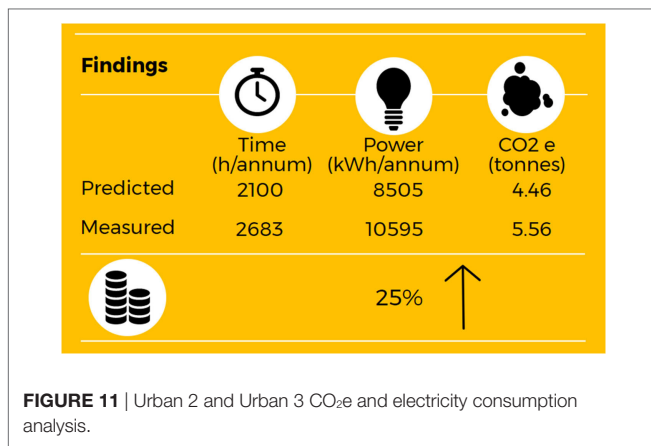 Findings
Time Power CO2 e
(h/annum) (kWh/annum) (tonnes)
Predicted 2100 8505 4.46
Measured 2683 10595 5.56
25%
FIGURE 11 | Urban 2 and Urban 3 CO₂e and electricity consumption
analysis.